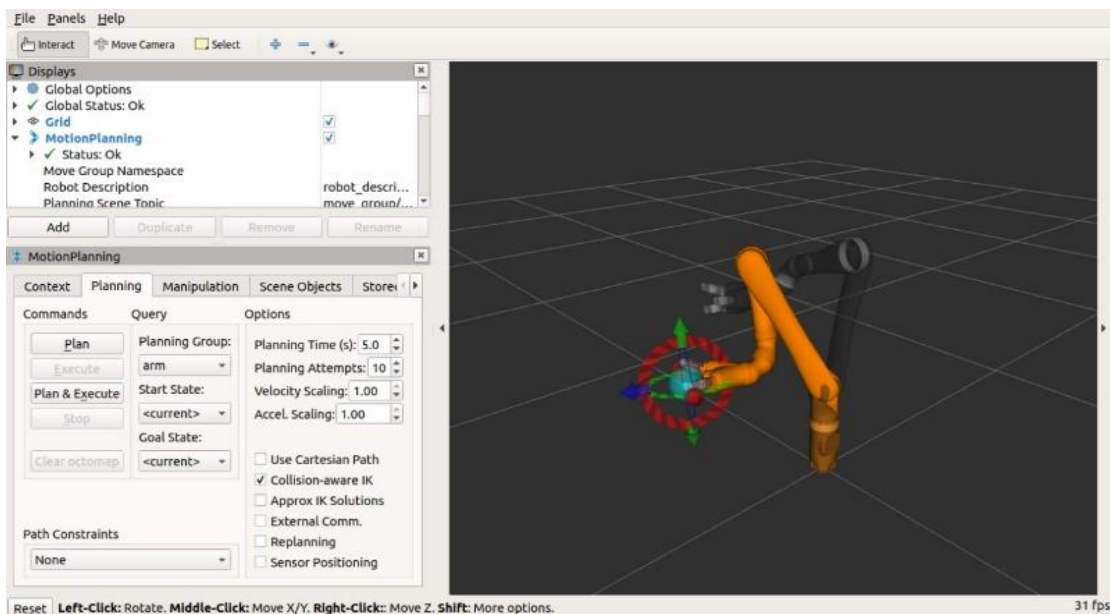 File Panels Help
Interact Move Camera Select
Displays
Global Options
Global Status: Ok
Grid
MotionPlanning
Status: Ok
Move Group Namespace
Robot Description robot_descri...
Planning Scene Topic move_group/...
Add Duplicate Remove Rename
MotionPlanning
Context Planning Manipulation Scene Objects Store
Commands Query Options
Plan Planning Group: Planning Time (s): 5.0
Execute arm Planning Attempts: 10
Plan & Execute Start State: Velocity Scaling: 1.00
Stop <current> Accel. Scaling: 1.00
Goal State:
Clear octomap <current> Use Cartesian Path
Collision-aware IK
Approx IK Solutions
External Comm.
Path Constraints Replanning
None Sensor Positioning
Reset Left-Click: Rotate. Middle-Click: Move X/Y. Right-Click:: Move Z. Shift: More options. 31 fps